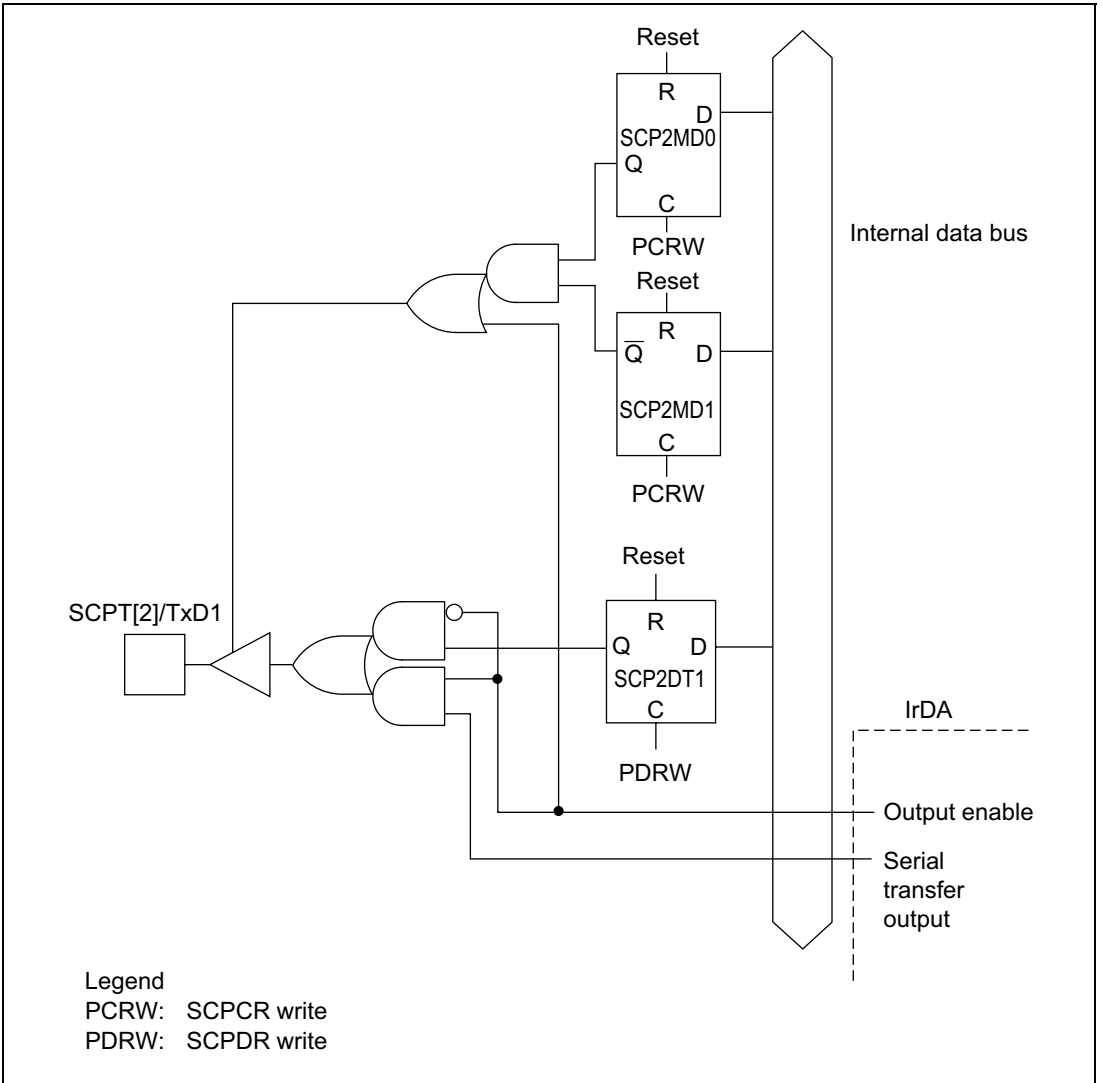 Reset
R
D
SCP2MD0
Q
C
PCRW
Internal data bus
Reset
R
Q̅
D
SCP2MD1
C
PCRW
Reset
SCPT[2]/TxD1
R
Q
D
SCP2DT1
C
IrDA
PDRW
Output enable
Serial
transfer
output
Legend
PCRW: SCPCR write
PDRW: SCPDR write